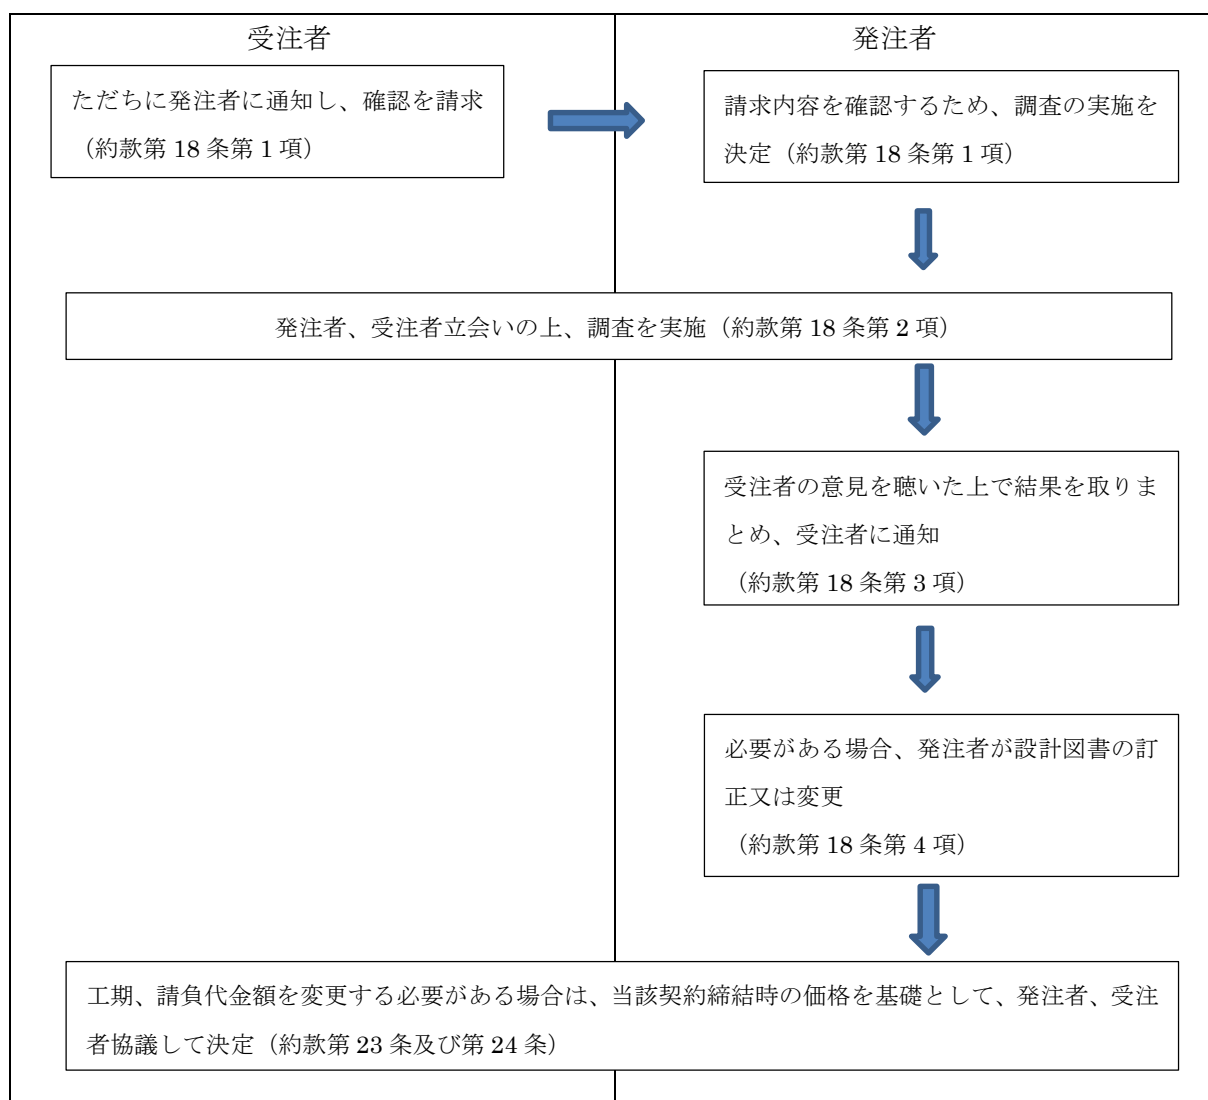 受注者
発注者
ただちに発注者に通知し、確認を請求
（約款第 18 条第 1 項）
請求内容を確認するため、調査の実施を
決定（約款第 18 条第 1 項）
発注者、受注者立会いの上、調査を実施（約款第 18 条第 2 項）
受注者の意見を聴いた上で結果を取りま
とめ、受注者に通知
（約款第 18 条第 3 項）
必要がある場合、発注者が設計図書の訂
正又は変更
（約款第 18 条第 4 項）
工期、請負代金額を変更する必要がある場合は、当該契約締結時の価格を基礎として、発注者、受注
者協議して決定（約款第 23 条及び第 24 条）